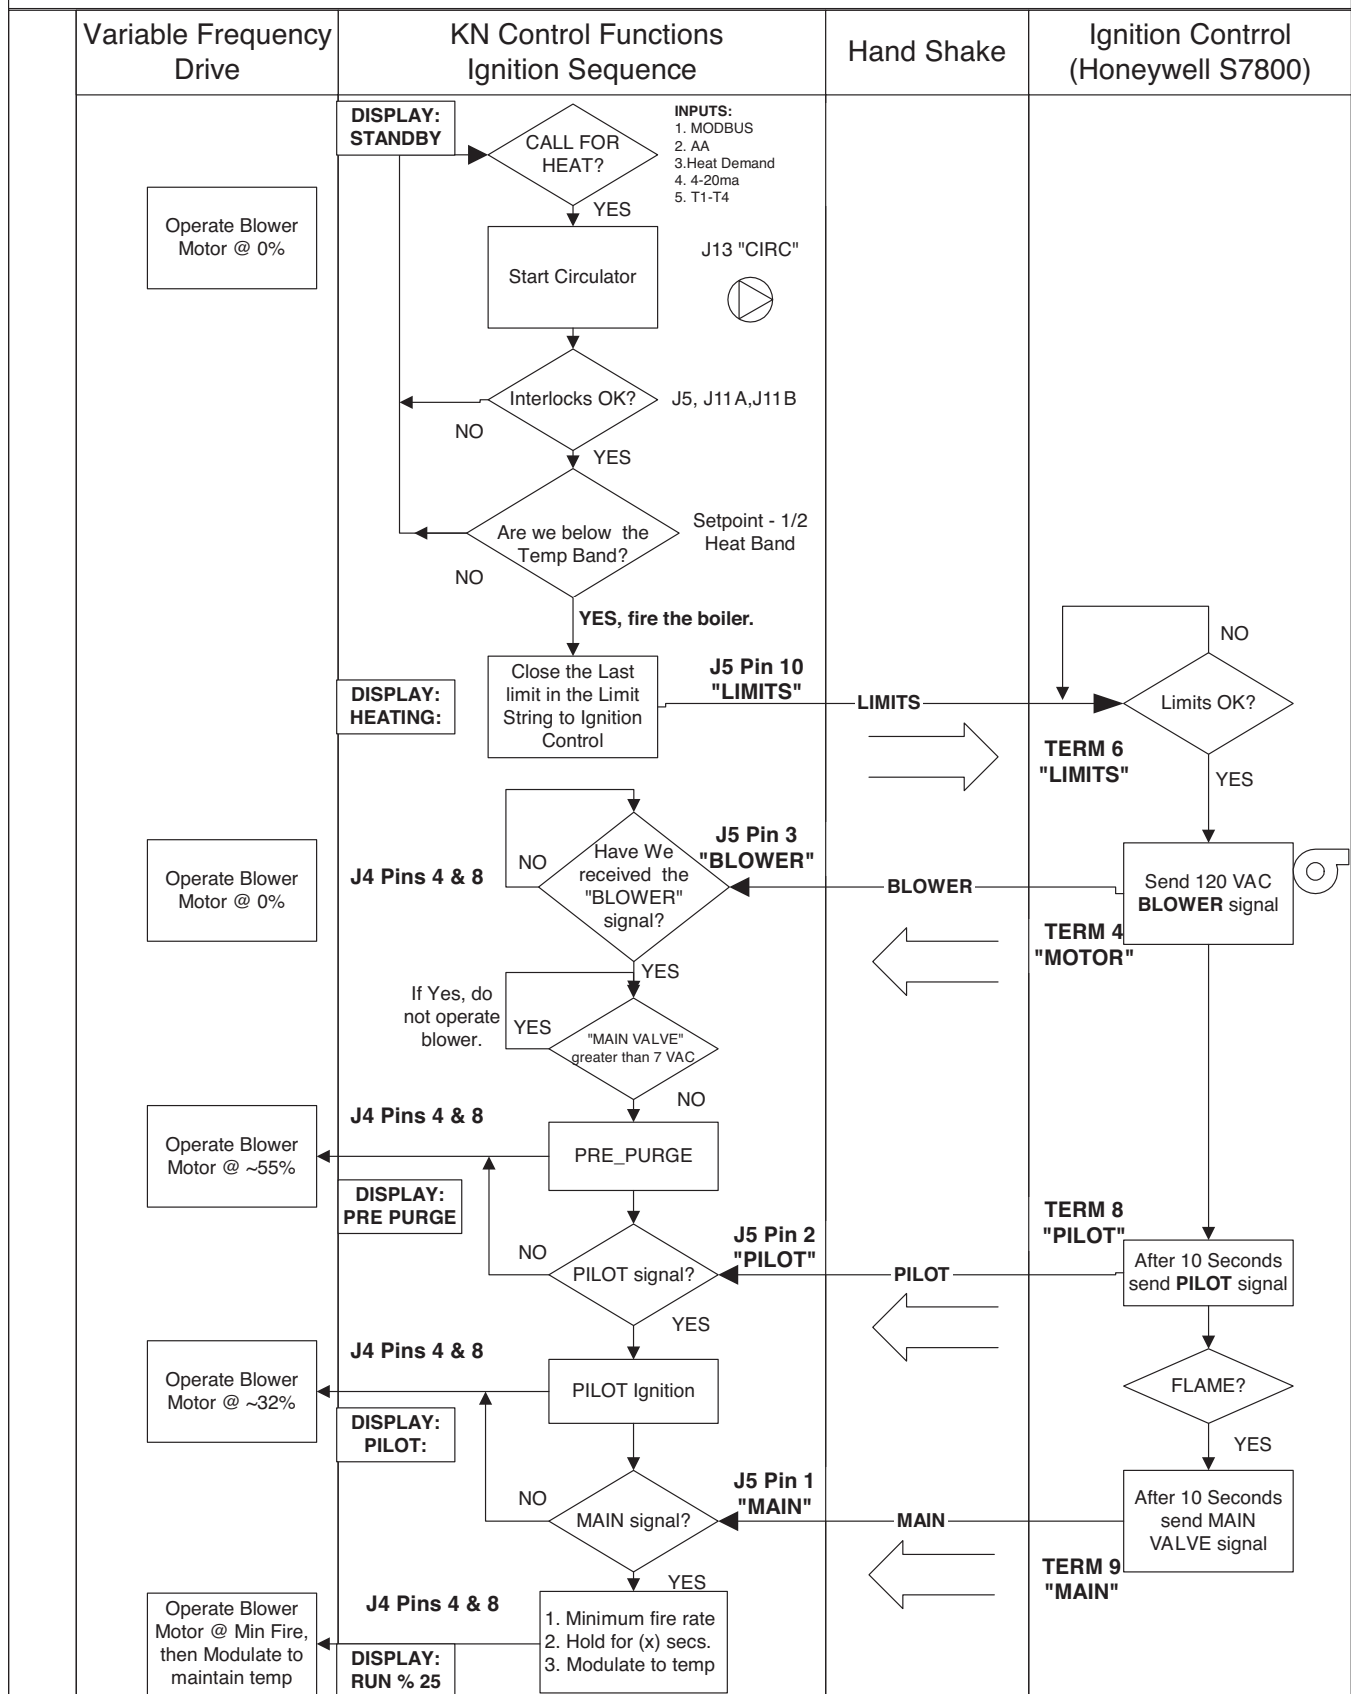 Variable Frequency
Drive
KN Control Functions
Ignition Sequence
Hand Shake
Ignition Contrrol
(Honeywell S7800)
DISPLAY:
STANDBY
CALL FOR
HEAT?
INPUTS:
1. MODBUS
2. AA
3.Heat Demand
4. 4-20ma
5. T1-T4
YES
Operate Blower
Motor @ 0%
Start Circulator
J13 "CIRC"
Interlocks OK?
J5, J11A,J11B
NO
YES
Are we below the
Temp Band?
Setpoint - 1/2
Heat Band
NO
YES, fire the boiler.
NO
Close the Last
limit in the Limit
String to Ignition
Control
J5 Pin 10
"LIMITS"
DISPLAY:
HEATING:
LIMITS
Limits OK?
TERM 6
"LIMITS"
YES
Operate Blower
Motor @ 0%
J4 Pins 4 & 8
NO
Have We
received the
"BLOWER"
signal?
J5 Pin 3
"BLOWER"
BLOWER
Send 120 VAC
BLOWER signal
TERM 4
"MOTOR"
YES
If Yes, do
not operate
blower.
YES
"MAIN VALVE"
greater than 7 VAC
NO
J4 Pins 4 & 8
Operate Blower
Motor @ ~55%
PRE_PURGE
DISPLAY:
PRE PURGE
TERM 8
"PILOT"
J5 Pin 2
"PILOT"
NO
PILOT signal?
PILOT
After 10 Seconds
send PILOT signal
YES
J4 Pins 4 & 8
Operate Blower
Motor @ ~32%
PILOT Ignition
FLAME?
DISPLAY:
PILOT:
YES
J5 Pin 1
"MAIN"
NO
MAIN signal?
MAIN
After 10 Seconds
send MAIN
VALVE signal
TERM 9
"MAIN"
YES
J4 Pins 4 & 8
Operate Blower
Motor @ Min Fire,
then Modulate to
maintain temp
1. Minimum fire rate
2. Hold for (x) secs.
3. Modulate to temp
DISPLAY:
RUN % 25